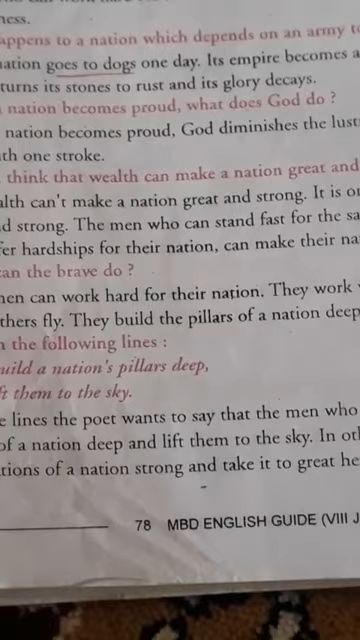 ness.
appens to a nation which depends on an army
ation goes to dogs one day. Its empire becomes a
turns its stones to rust and its glory decays.
nation becomes proud, what does God do ?
nation becomes proud, God diminishes the lust
th one stroke.
think that wealth can make a nation great and
alth can't make a nation great and strong. It is
d strong. The men who can stand fast for the sa
fer hardships for their nation, can make their na
can the brave do ?
nen can work hard for their nation. They work
thers fly. They build the pillars of a nation deep
n the following lines :
uild a nation's pillars deep,
ft them to the sky.
e lines the poet wants to say that the men who
of a nation deep and lift them to the sky. In ot
tions of a nation strong and take it to great he
78 MBD ENGLISH GUIDE (VIII J